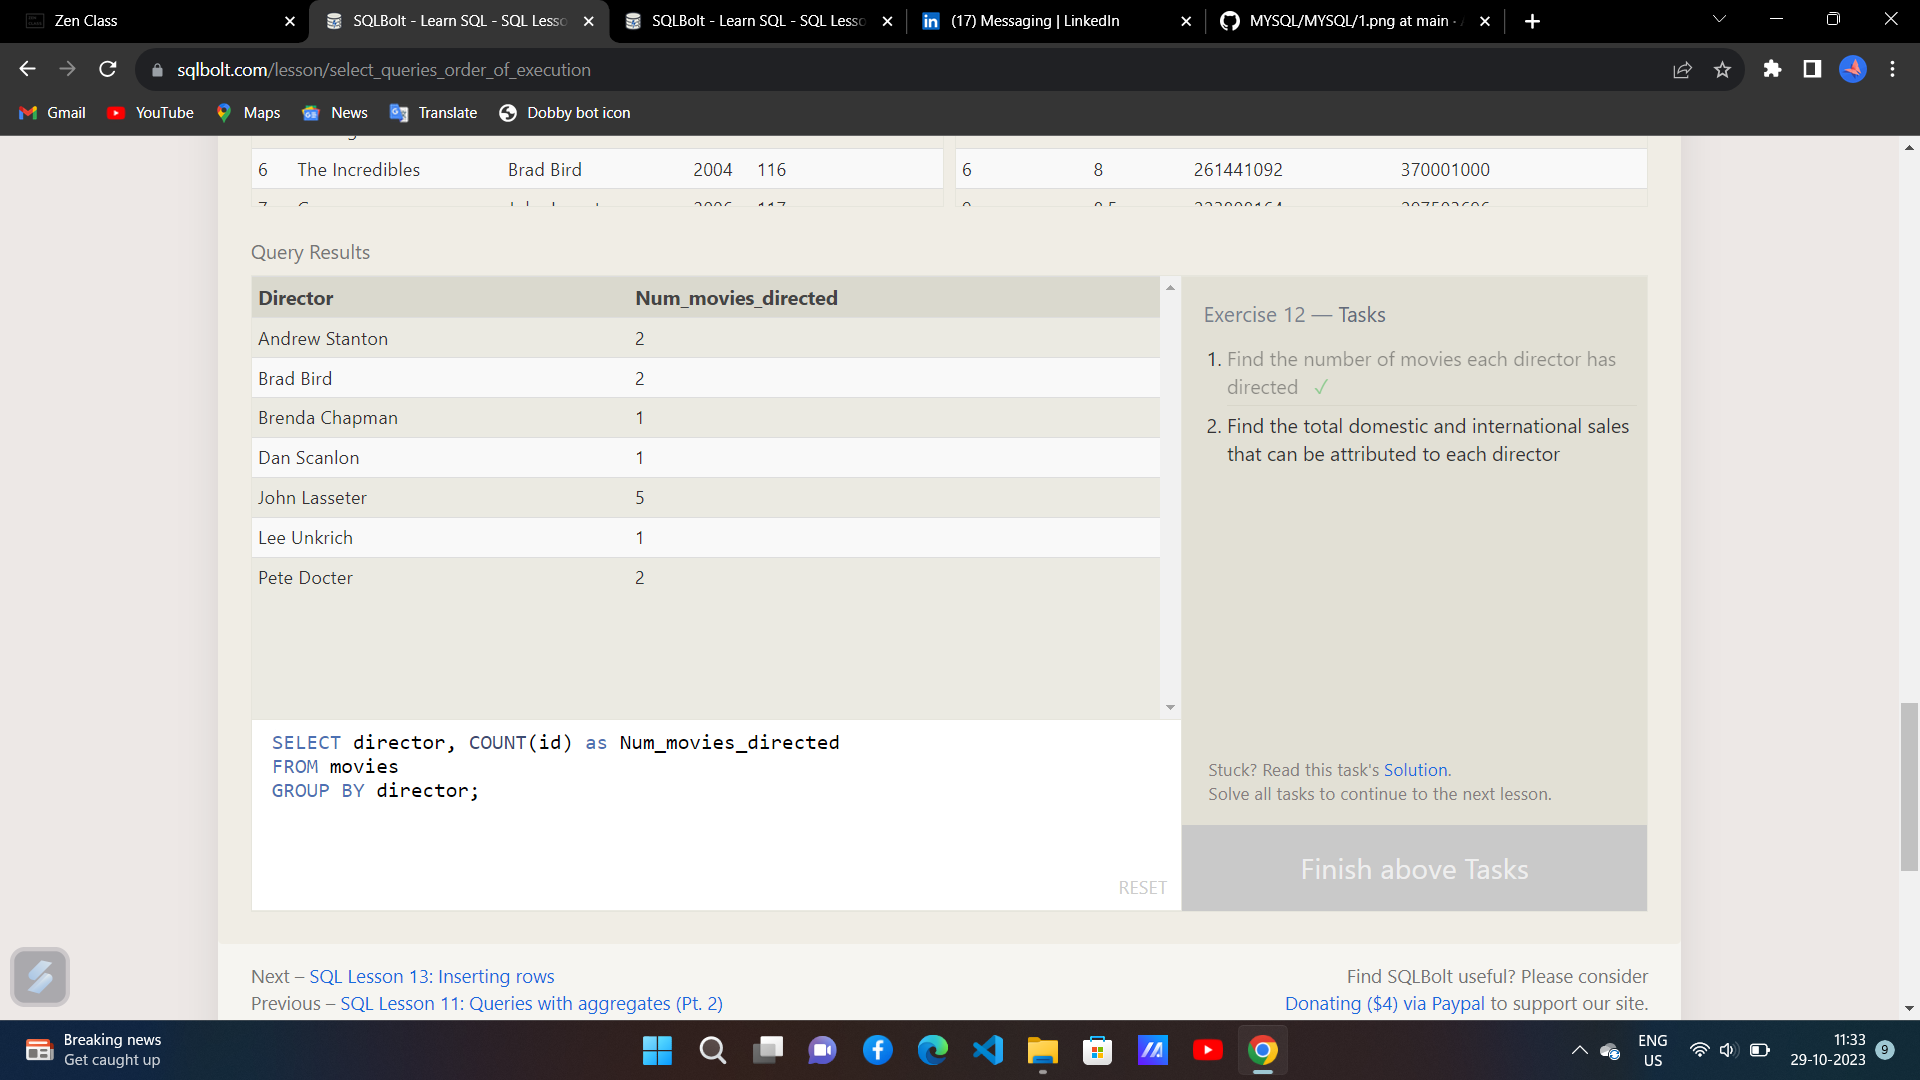 Zen Class
SQLBolt - Learn SQL - SQL Lesso
SQLBolt - Learn SQL - SQL Lesso
(17) Messaging | LinkedIn
MYSQL/MYSQL/1.png at main ·
sqlbolt.com/lesson/select_queries_order_of_execution
Gmail
YouTube
Maps
News
Translate
Dobby bot icon
6 The Incredibles Brad Bird 2004 116
6 8 261441092 370001000
Query Results
Director Num_movies_directed
Andrew Stanton 2
Brad Bird 2
Brenda Chapman 1
Dan Scanlon 1
John Lasseter 5
Lee Unkrich 1
Pete Docter 2
Exercise 12 — Tasks
1. Find the number of movies each director has
directed ✓
2. Find the total domestic and international sales
that can be attributed to each director
Stuck? Read this task's Solution.
Solve all tasks to continue to the next lesson.
Finish above Tasks
SELECT director, COUNT(id) as Num_movies_directed
FROM movies
GROUP BY director;
RESET
Next – SQL Lesson 13: Inserting rows
Previous – SQL Lesson 11: Queries with aggregates (Pt. 2)
Find SQLBolt useful? Please consider
Donating ($4) via Paypal to support our site.
Breaking news
Get caught up
ENG
US
11:33
29-10-2023
9